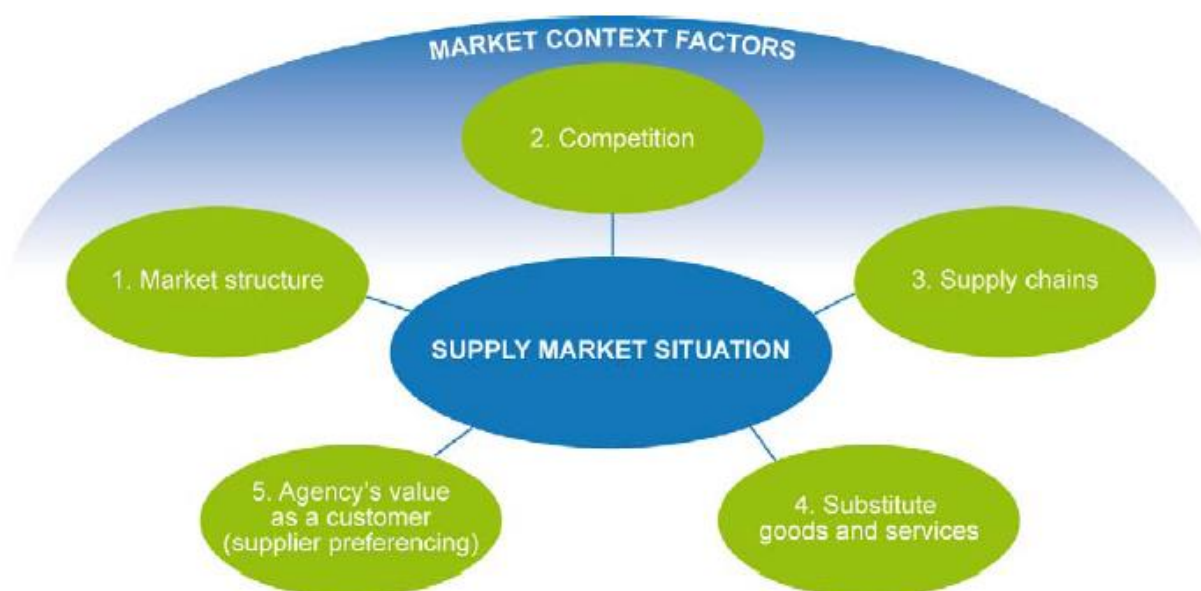 MARKET CONTEXT FACTORS
2. Competition
1. Market structure
3. Supply chains
SUPPLY MARKET SITUATION
5. Agency's value
as a customer
(supplier preferencing)
4. Substitute
goods and services